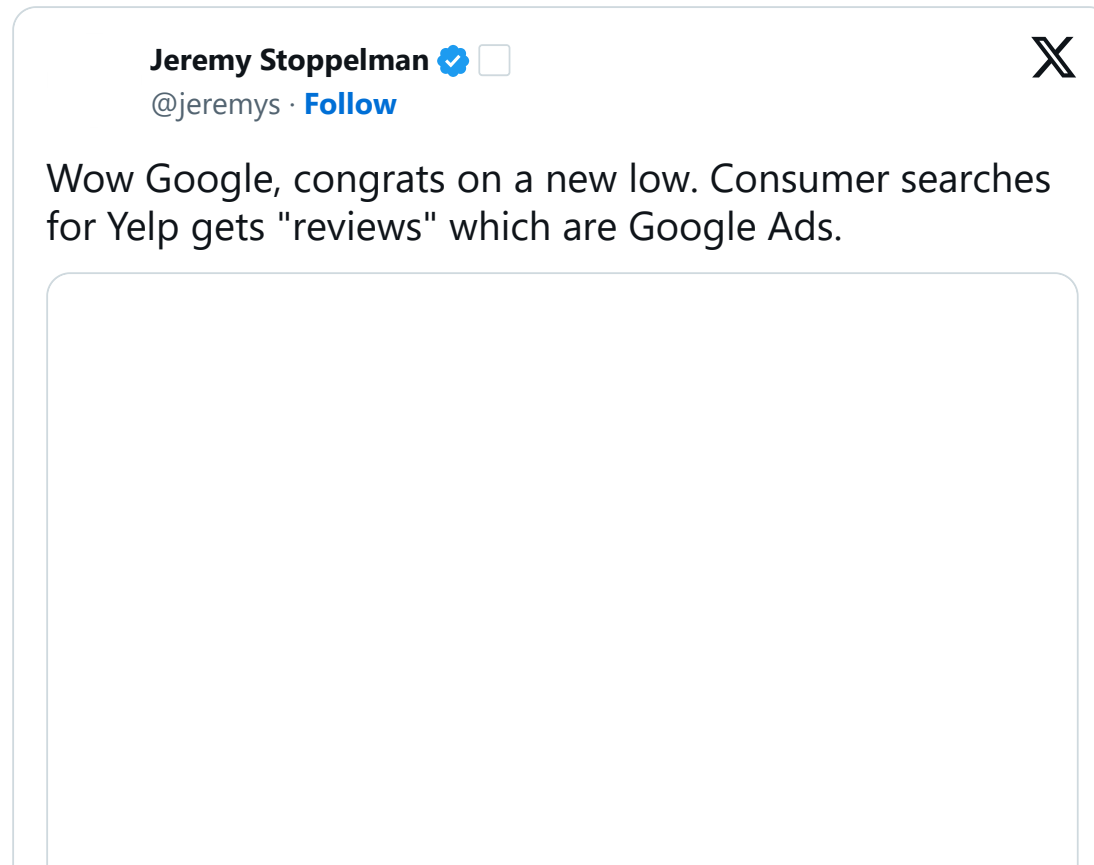 Jeremy Stoppelman
@jeremys · Follow
Wow Google, congrats on a new low. Consumer searches
for Yelp gets "reviews" which are Google Ads.